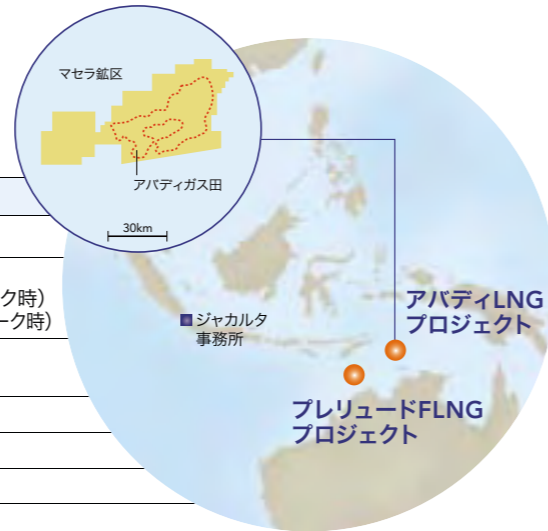 マセラ鉱区
アバディガス田
30km
ク時）
ーク時）
ジャカルタ
事務所
アバディLNG
プロジェクト
プレリュードFLNG
プロジェクト